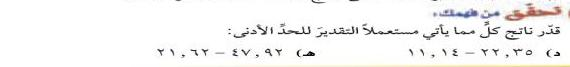 تحقق من فهمك:
قدّر ناتج كلٍّ مما يأتي مستعملاً التقدير للحدِّ الأدنى:
د) ٢٢,٣٥ – ١١,١٤ هـ) ٤٧,٩٢ – ٢١,٦٢